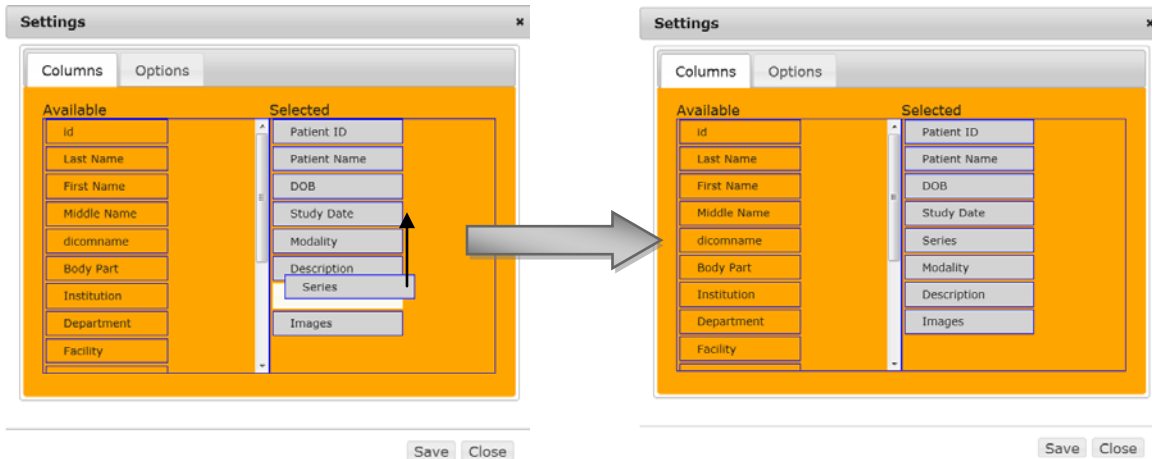 Settings
Columns Options
Available Selected
id Patient ID
Last Name Patient Name
First Name DOB
Middle Name Study Date
dicomname Modality
Body Part Description
Institution Series
Department Images
Facility
Save Close
Settings
Columns Options
Available Selected
id Patient ID
Last Name Patient Name
First Name DOB
Middle Name Study Date
dicomname Series
Body Part Modality
Institution Description
Department Images
Facility
Save Close